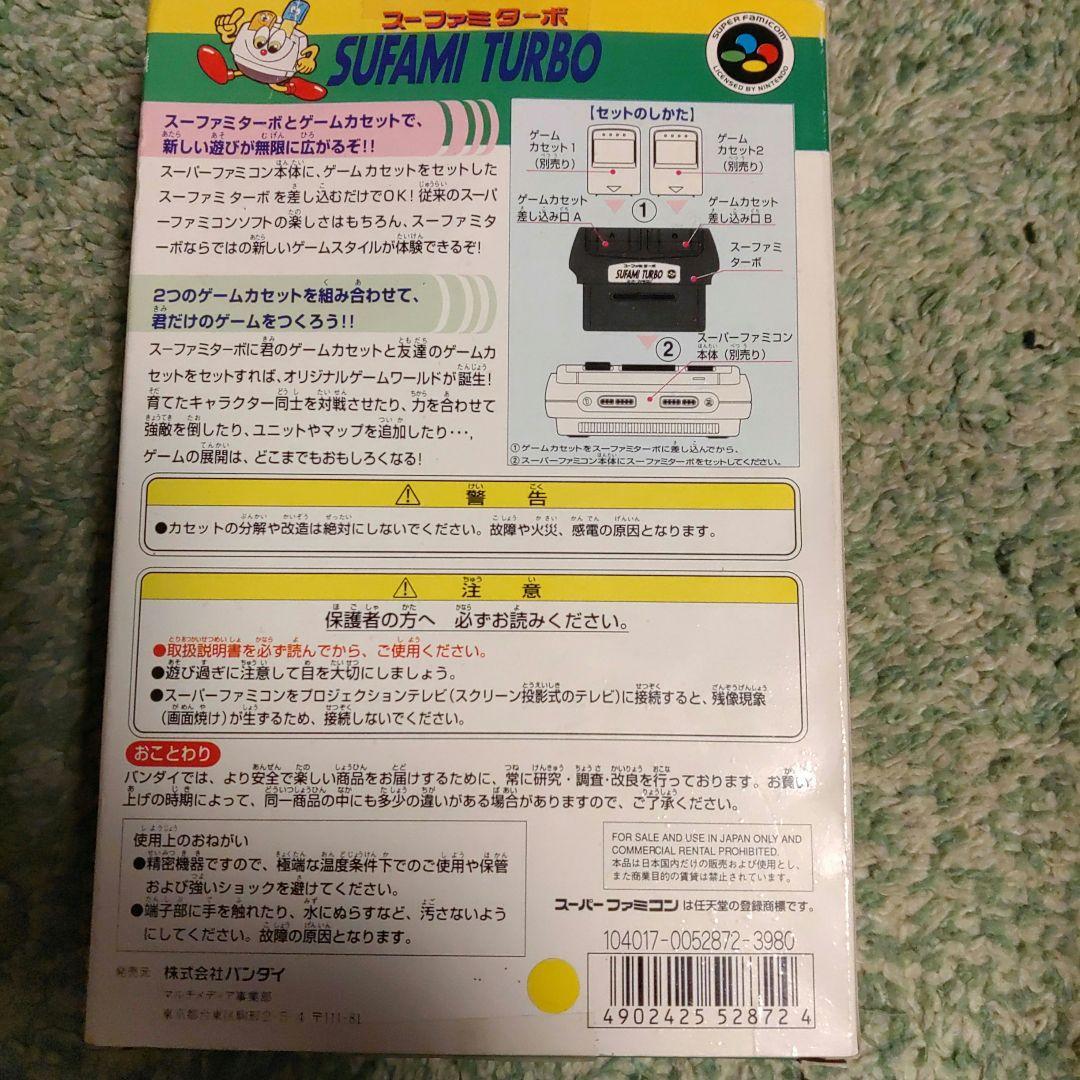 スーファミ ターボ
SUFAMI TURBO
SUPER FAMICOM
LICENSED BY NINTENDO
スーファミターボとゲームカセットで、
新しい遊びが無限に広がるぞ!!
スーパーファミコン本体に、ゲームカセットをセットした
スーファミターボを差し込むだけでOK!従来のスーパ
ーファミコンソフトの楽しさはもちろん、スーファミタ
ーボならではの新しいゲームスタイルが体験できるぞ!
2つのゲームカセットを組み合わせて、
君だけのゲームをつくろう!!
スーファミターボに君のゲームカセットと友達のゲームカ
セットをセットすれば、オリジナルゲームワールドが誕生!
育てたキャラクター同士を対戦させたり、力を合わせて
強敵を倒したり、ユニットやマップを追加したり・・・,
ゲームの展開は、どこまでもおもしろくなる!
【セットのしかた】
ゲーム
カセット1
(別売り)
ゲーム
カセット2
(別売り)
ゲームカセット
差し込み口 A
①
ゲームカセット
差し込み口 B
スーファミ
ターボ
スーファミ ターボ
SUFAMI TURBO
②
スーパーファミコン
本体(別売り)
① ②
①ゲームカセットをスーファミターボに差し込んでから、
②スーパーファミコン本体にスーファミターボをセットしてください。
⚠ 警告
●カセットの分解や改造は絶対にしないでください。故障や火災、感電の原因となります。
⚠ 注意
保護者の方へ 必ずお読みください。
●取扱説明書を必ず読んでから、ご使用ください。
●遊び過ぎに注意して目を大切にしましょう。
●スーパーファミコンをプロジェクションテレビ(スクリーン投影式のテレビ)に接続すると、残像現象
(画面焼け)が生ずるため、接続しないでください。
おことわり
バンダイでは、より安全で楽しい商品をお届けするために、常に研究・調査・改良を行っております。お買い
上げの時期によって、同一商品の中にも多少の違いがある場合がありますので、ご了承ください。
使用上のおねがい
●精密機器ですので、極端な温度条件下でのご使用や保管
および強いショックを避けてください。
●端子部に手を触れたり、水にぬらすなど、汚さないよう
にしてください。故障の原因となります。
FOR SALE AND USE IN JAPAN ONLY AND
COMMERCIAL RENTAL PROHIBITED.
本品は日本国内だけの販売および使用とし、
また商業目的の賃貸は禁止されています。
スーパーファミコン は任天堂の登録商標です。
発売元 株式会社バンダイ
マルチメディア事業部
東京都台東区駒形2-5-4 〒111-81
104017-0052872-3980
4902425528724